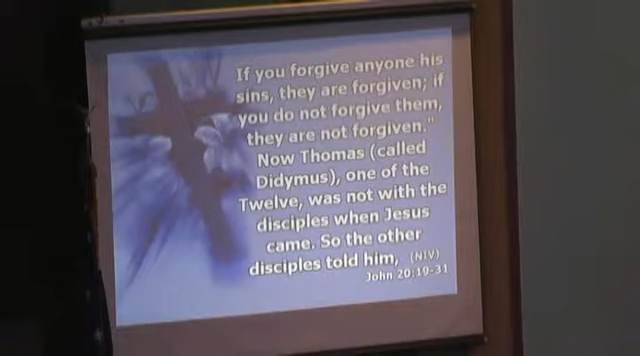 If you forgive anyone his
sins, they are forgiven; if
you do not forgive them,
they are not forgiven."
Now Thomas (called
Didymus), one of the
Twelve, was not with the
disciples when Jesus
came. So the other
disciples told him, (NIV)
John 20:19-31